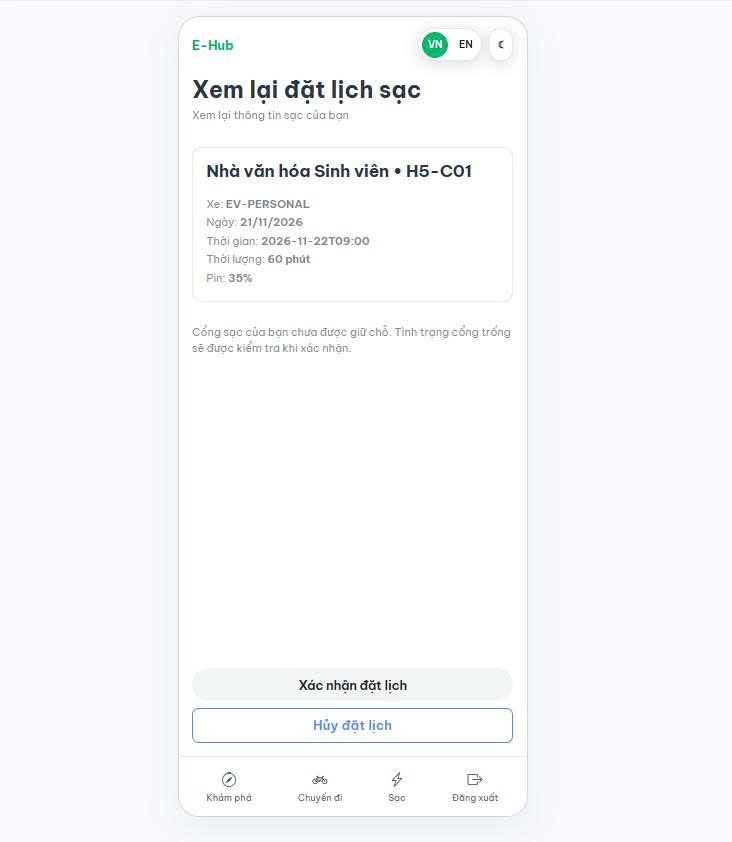 E-Hub
VN EN
Xem lại đặt lịch sạc
Xem lại thông tin sạc của bạn
Nhà văn hóa Sinh viên • H5-C01
Xe: EV-PERSONAL
Ngày: 21/11/2026
Thời gian: 2026-11-22T09:00
Thời lượng: 60 phút
Pin: 35%
Cổng sạc của bạn chưa được giữ chỗ. Tình trạng cổng trống
sẽ được kiểm tra khi xác nhận.
Xác nhận đặt lịch
Hủy đặt lịch
Khám phá Chuyến đi Sạc Đăng xuất